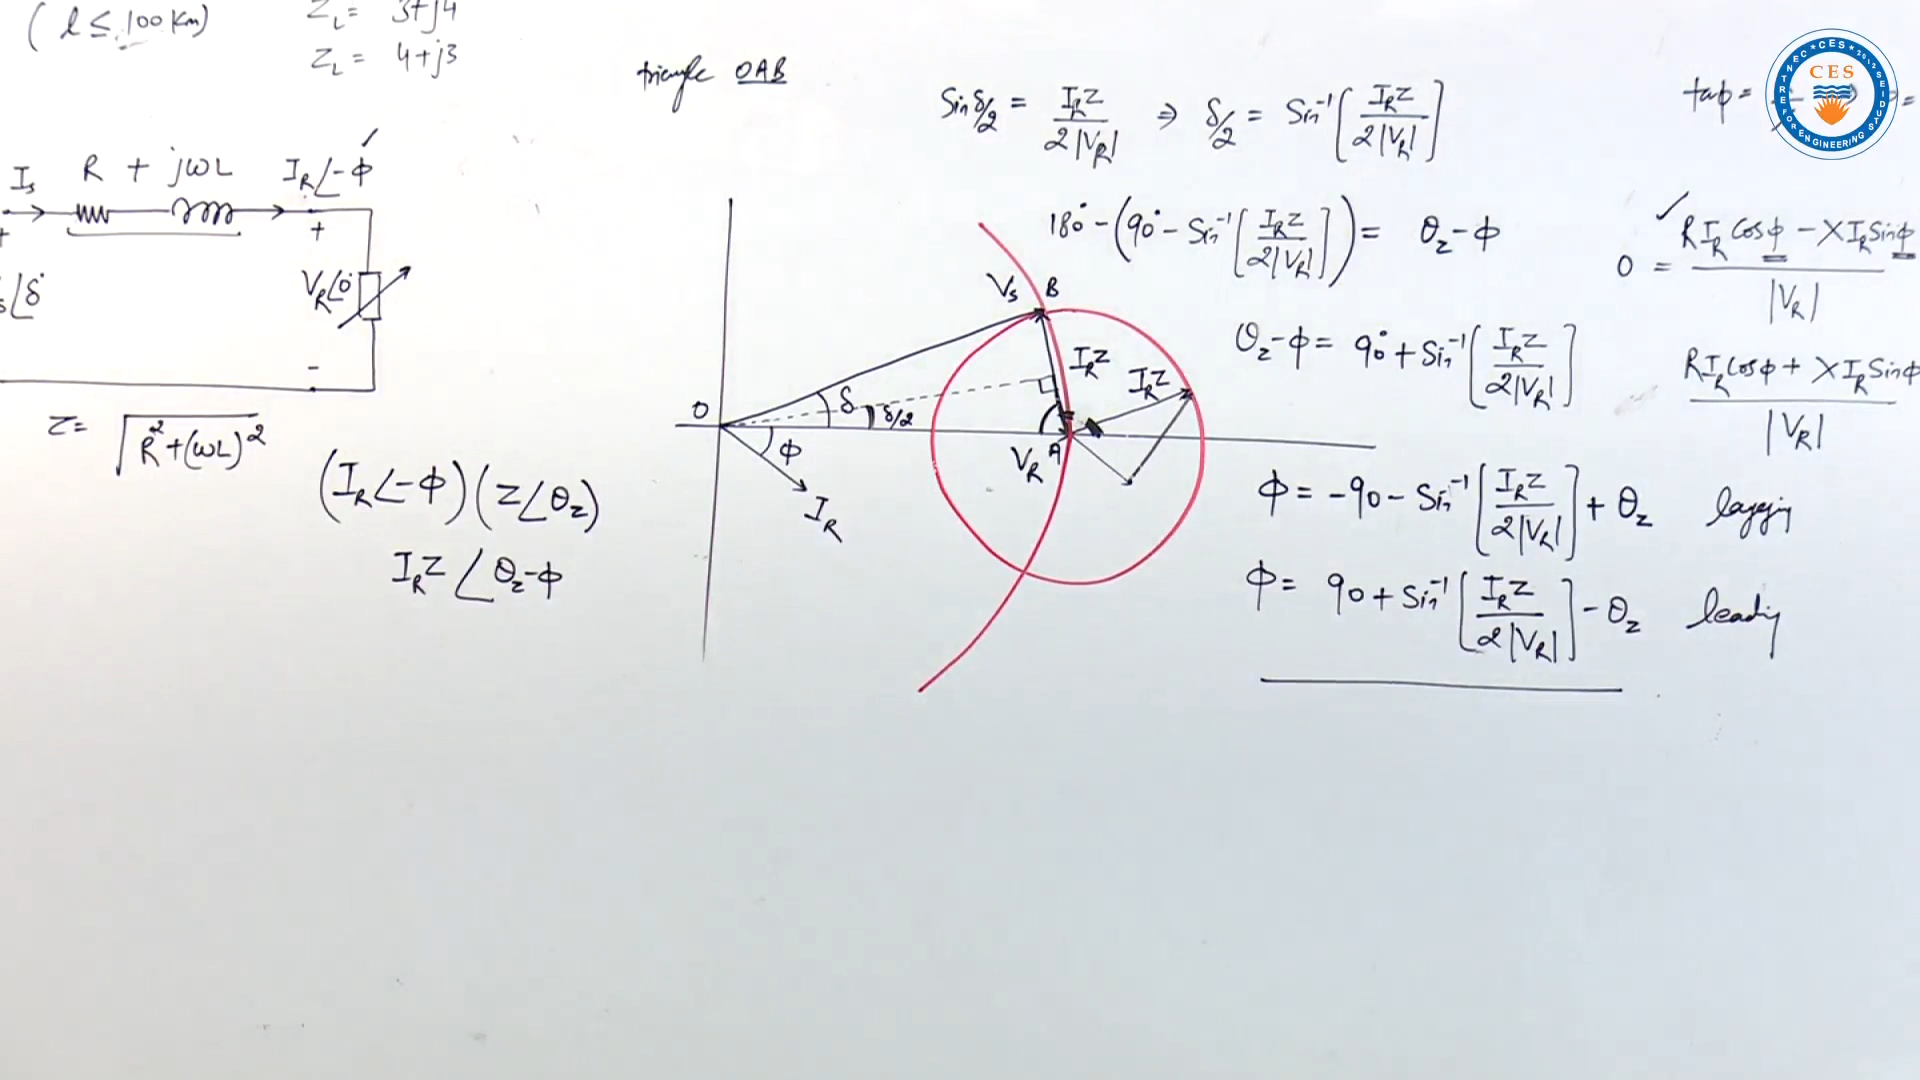 ( l ≤ 100 Km)
Z_L = 3+j4
Z_L = 4+j3
I_s R + jωL I_R∠-φ
+ +
∠δ° V_R∠0°
-
Z = √(R²+(ωL)²)
(I_R∠-φ)(Z∠θ_z)
I_R Z ∠θ_z-φ
triangle OAB
Sin δ/2 = I_R Z / 2|V_R| ⇒ δ/2 = Sin⁻¹[I_R Z / 2|V_R|]
180° - (90° - Sin⁻¹[I_R Z / 2|V_R|]) = θ_z - φ
V_s B
I_R Z
I_R Z
O δ δ/2
φ V_R A
I_R
θ_z - φ = 90° + Sin⁻¹[I_R Z / 2|V_R|]
φ = -90 - Sin⁻¹[I_R Z / 2|V_R|] + θ_z lagging
φ = 90 + Sin⁻¹[I_R Z / 2|V_R|] - θ_z leading
tanφ =
0 = R I_R Cosφ - X I_R Sinφ / |V_R|
R I_R Cosφ + X I_R Sinφ / |V_R|
CES
CENTRE FOR ENGINEERING STUDIES